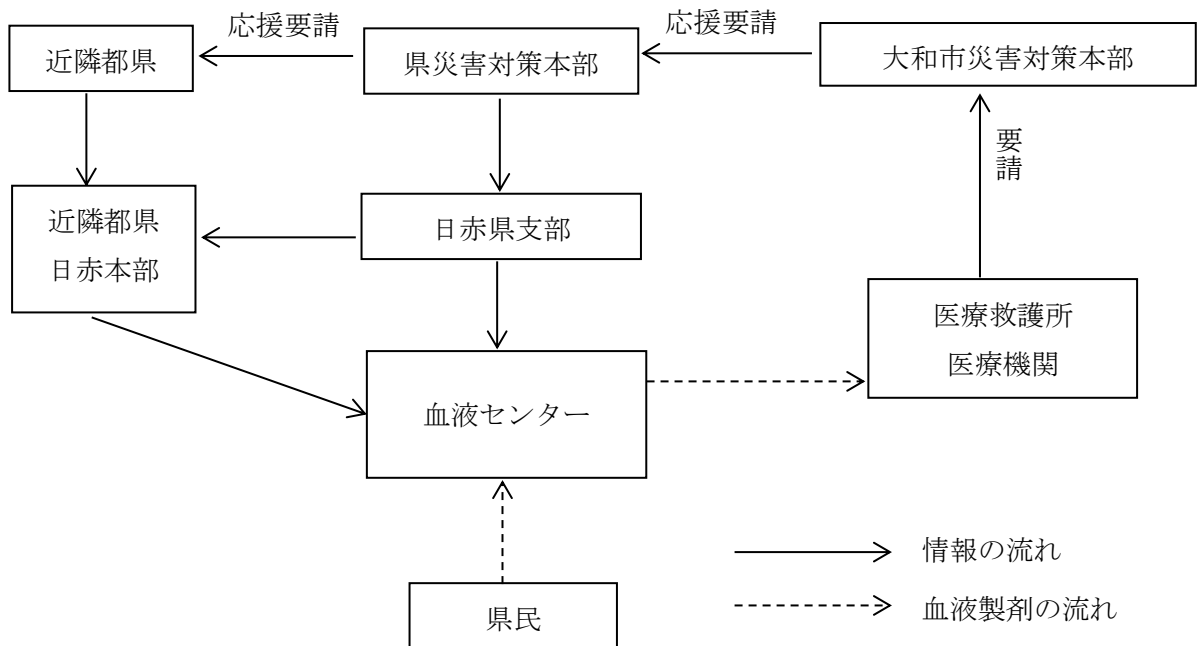 応援要請
応援要請
近隣都県
県災害対策本部
大和市災害対策本部
要請
近隣都県
日赤本部
日赤県支部
医療救護所
医療機関
血液センター
情報の流れ
血液製剤の流れ
県民